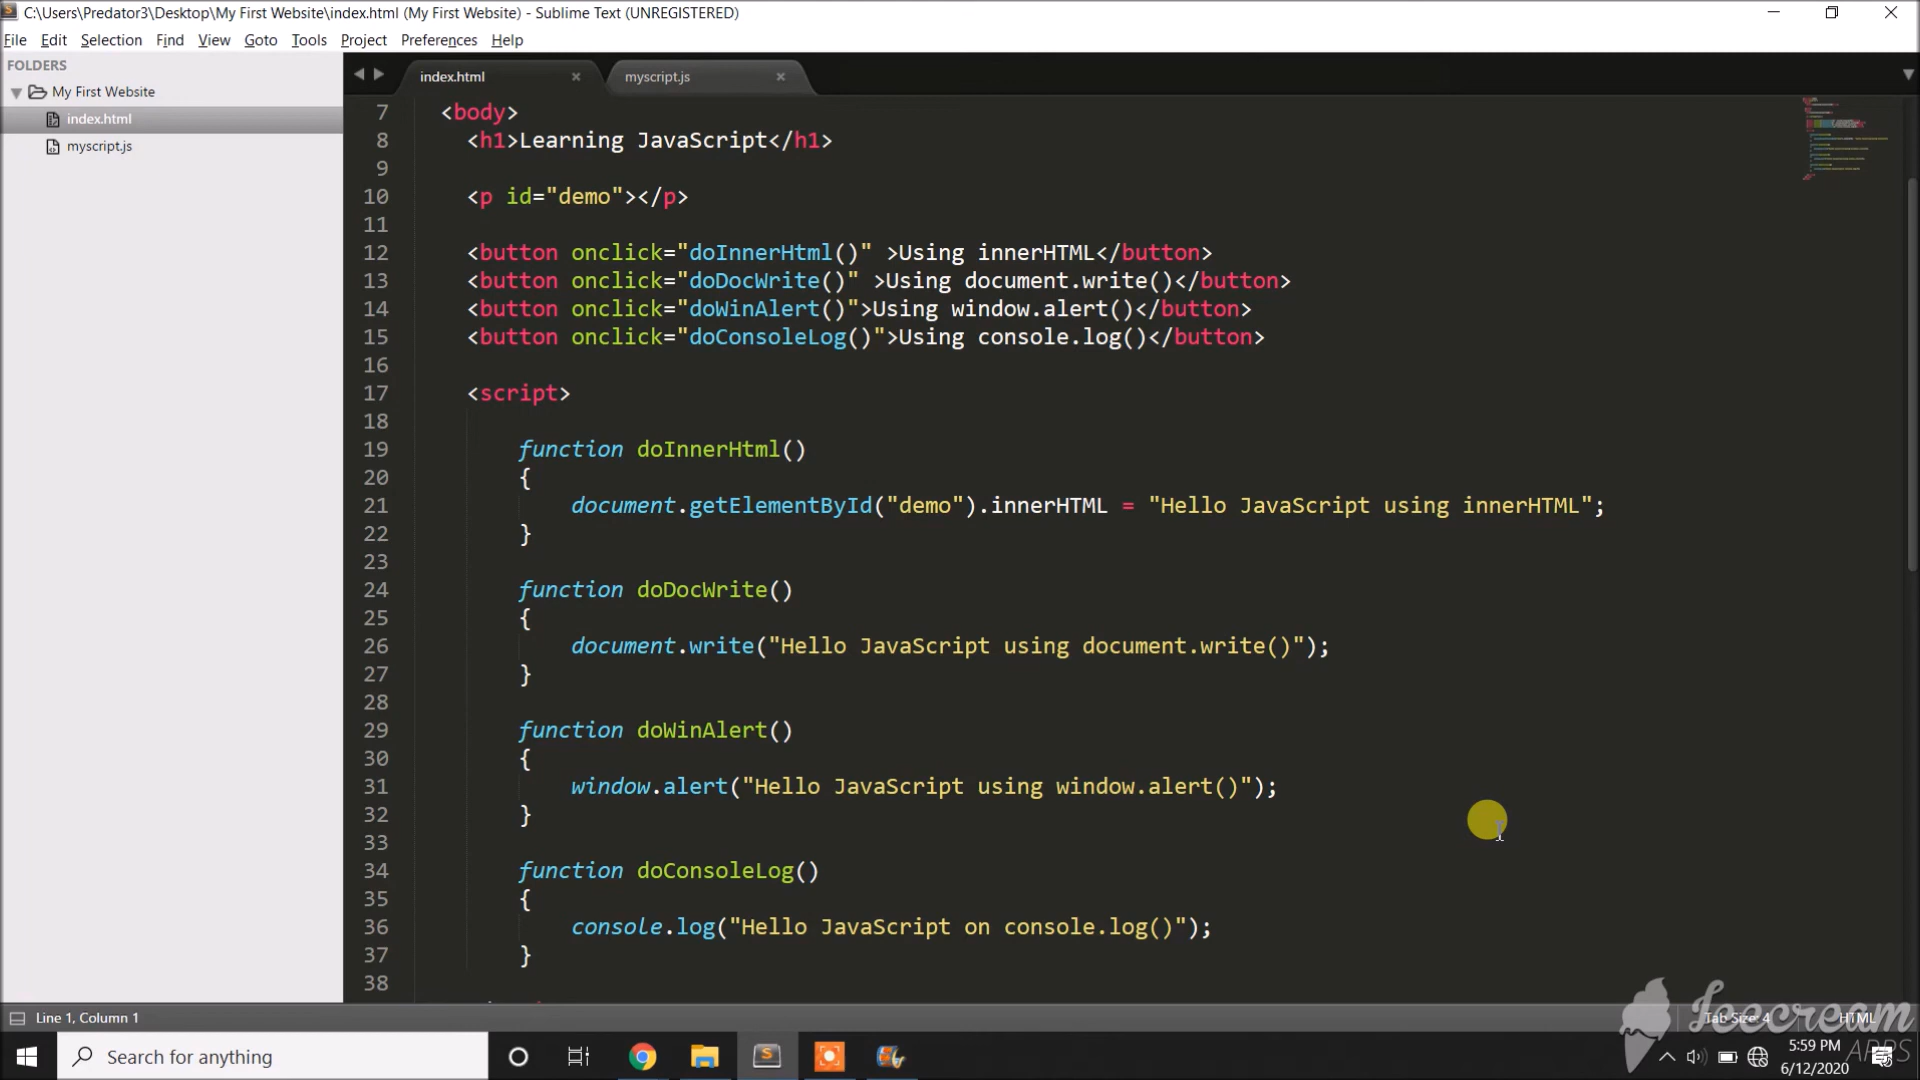 C:\Users\Predator3\Desktop\My First Website\index.html (My First Website) - Sublime Text (UNREGISTERED)
File Edit Selection Find View Goto Tools Project Preferences Help
FOLDERS
My First Website
index.html
myscript.js
index.html
myscript.js
7 <body>
8 <h1>Learning JavaScript</h1>
9
10 <p id="demo"></p>
11
12 <button onclick="doInnerHtml()" >Using innerHTML</button>
13 <button onclick="doDocWrite()" >Using document.write()</button>
14 <button onclick="doWinAlert()">Using window.alert()</button>
15 <button onclick="doConsoleLog()">Using console.log()</button>
16
17 <script>
18
19 function doInnerHtml()
20 {
21 document.getElementById("demo").innerHTML = "Hello JavaScript using innerHTML";
22 }
23
24 function doDocWrite()
25 {
26 document.write("Hello JavaScript using document.write()");
27 }
28
29 function doWinAlert()
30 {
31 window.alert("Hello JavaScript using window.alert()");
32 }
33
34 function doConsoleLog()
35 {
36 console.log("Hello JavaScript on console.log()");
37 }
38
Line 1, Column 1
Tab Size: 4
HTML
Icecream
APPS
Search for anything
5:59 PM
6/12/2020